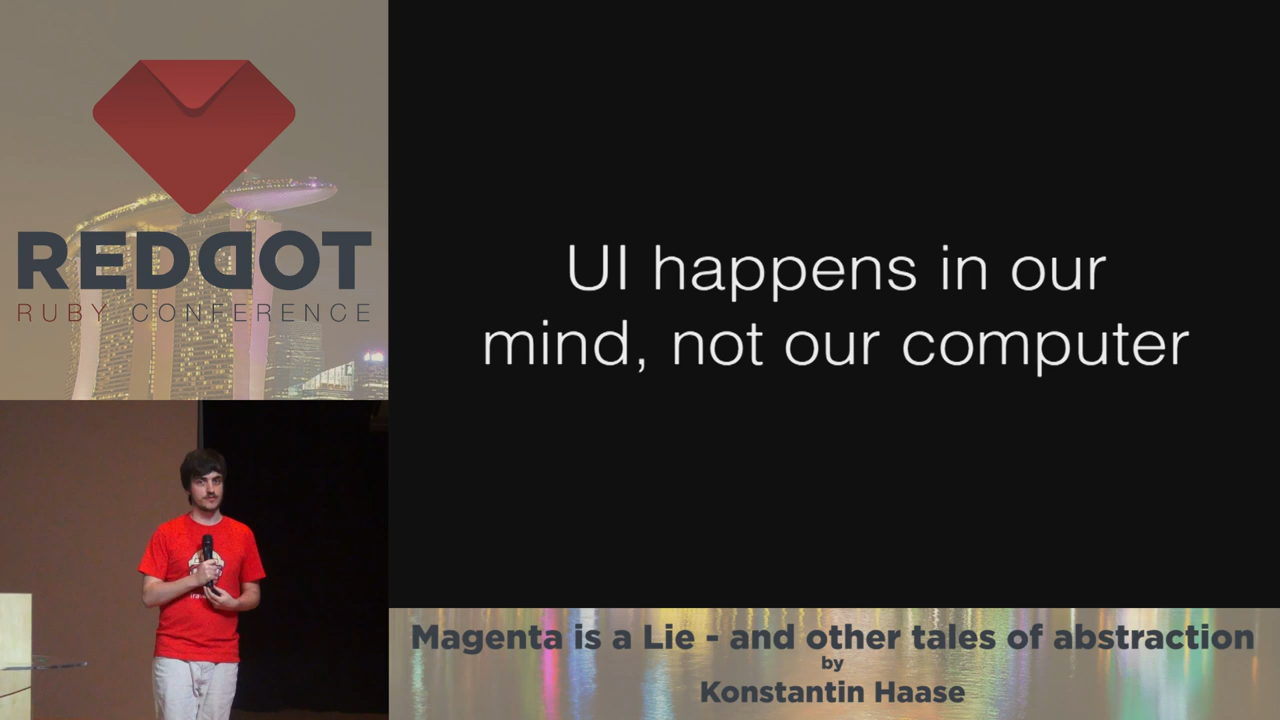 REDDOT
RUBY CONFERENCE
UI happens in our
mind, not our computer
Magenta is a Lie - and other tales of abstraction
by
Konstantin Haase